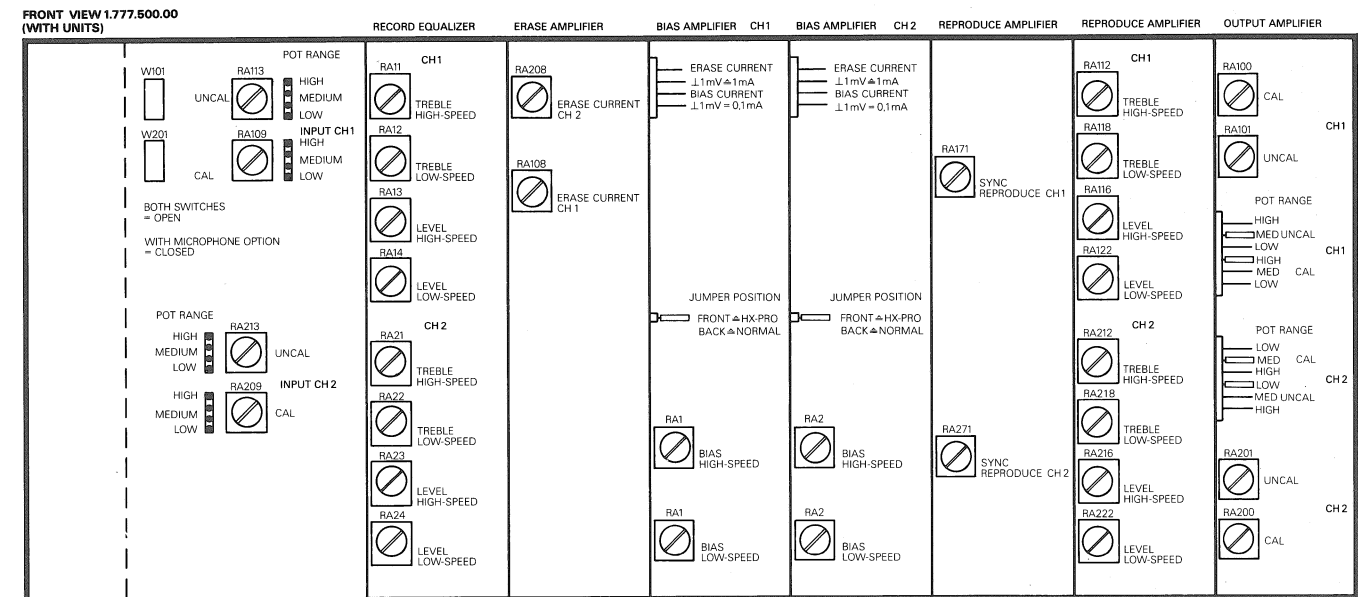 FRONT VIEW 1.777.500.00
(WITH UNITS)
RECORD EQUALIZER
ERASE AMPLIFIER
BIAS AMPLIFIER CH1
BIAS AMPLIFIER CH 2
REPRODUCE AMPLIFIER
REPRODUCE AMPLIFIER
OUTPUT AMPLIFIER
POT RANGE
W101
RA113
UNCAL
HIGH
MEDIUM
LOW
INPUT CH 1
W201
RA109
CAL
HIGH
MEDIUM
LOW
BOTH SWITCHES
= OPEN
WITH MICROPHONE OPTION
= CLOSED
POT RANGE
HIGH
MEDIUM
LOW
RA213
UNCAL
INPUT CH 2
HIGH
MEDIUM
LOW
RA209
CAL
CH1
RA11
TREBLE
HIGH-SPEED
RA12
TREBLE
LOW-SPEED
RA13
LEVEL
HIGH-SPEED
RA14
LEVEL
LOW-SPEED
CH 2
RA21
TREBLE
HIGH-SPEED
RA22
TREBLE
LOW-SPEED
RA23
LEVEL
HIGH-SPEED
RA24
LEVEL
LOW-SPEED
RA208
ERASE CURRENT
CH 2
RA108
ERASE CURRENT
CH 1
ERASE CURRENT
⊥1mV≙1mA
BIAS CURRENT
⊥1mV=0,1mA
JUMPER POSITION
FRONT≙HX-PRO
BACK≙NORMAL
RA1
BIAS
HIGH-SPEED
RA1
BIAS
LOW-SPEED
ERASE CURRENT
⊥1mV≙1mA
BIAS CURRENT
⊥1mV=0,1mA
JUMPER POSITION
FRONT≙HX-PRO
BACK≙NORMAL
RA2
BIAS
HIGH-SPEED
RA2
BIAS
LOW-SPEED
RA171
SYNC
REPRODUCE CH1
RA271
SYNC
REPRODUCE CH 2
CH1
RA112
TREBLE
HIGH-SPEED
RA118
TREBLE
LOW-SPEED
RA116
LEVEL
HIGH-SPEED
RA122
LEVEL
LOW-SPEED
CH 2
RA212
TREBLE
HIGH-SPEED
RA218
TREBLE
LOW-SPEED
RA216
LEVEL
HIGH-SPEED
RA222
LEVEL
LOW-SPEED
RA100
CAL
CH1
RA101
UNCAL
POT RANGE
HIGH
MED UNCAL
LOW
CH1
HIGH
MED CAL
LOW
POT RANGE
LOW
MED CAL
HIGH
CH 2
LOW
MED UNCAL
HIGH
RA201
UNCAL
CH 2
RA200
CAL